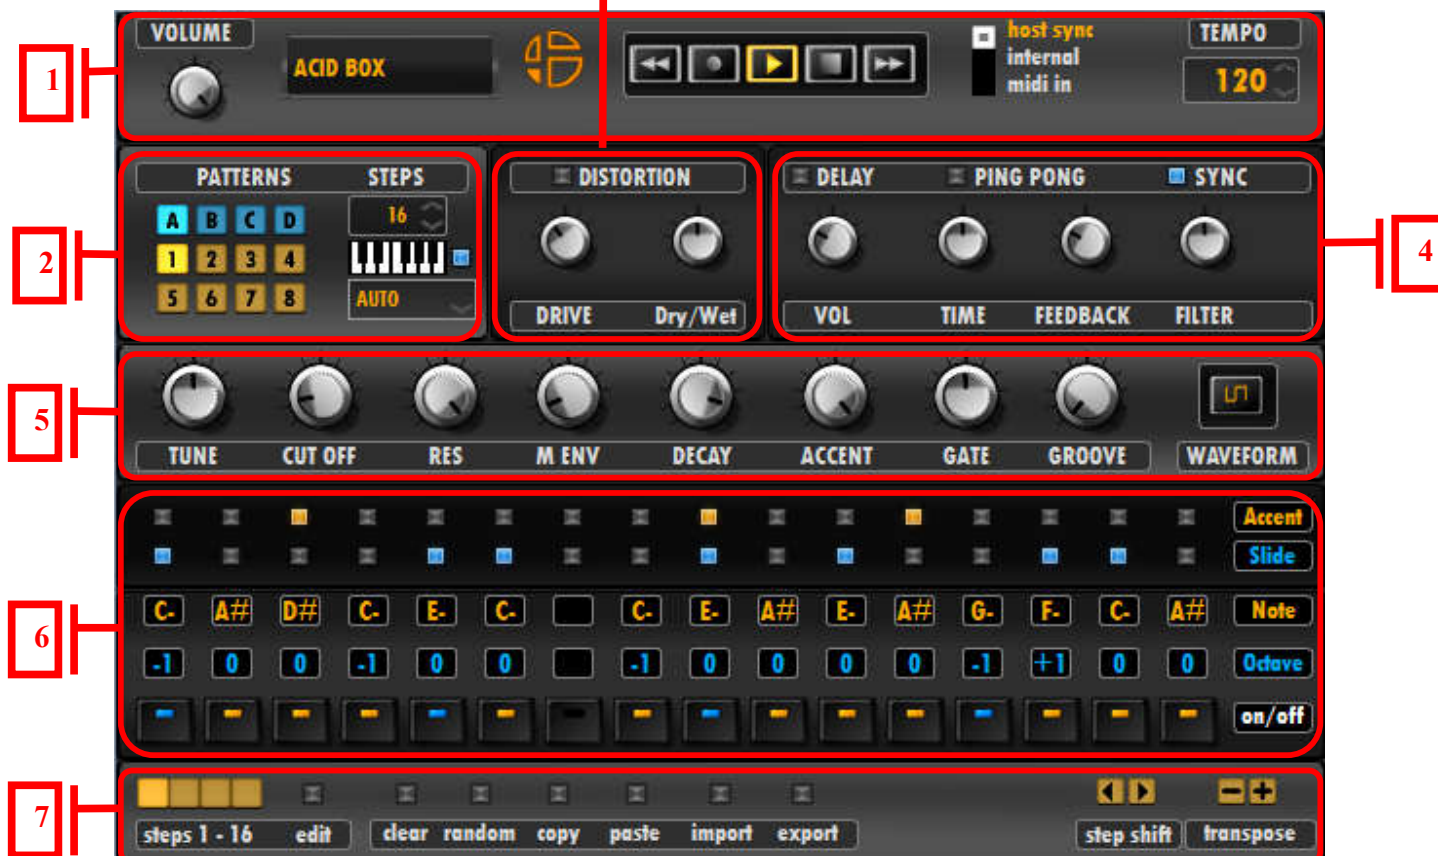 VOLUME
ACID BOX
host sync
internal
midi in
TEMPO
120
1
PATTERNS STEPS
A B C D 16
1 2 3 4
5 6 7 8 AUTO
2
DISTORTION
DRIVE Dry/Wet
DELAY PING PONG SYNC
VOL TIME FEEDBACK FILTER
4
5
TUNE CUT OFF RES M ENV DECAY ACCENT GATE GROOVE WAVEFORM
Accent
Slide
6
C- A# D# C- E- C- C- E- A# E- A# G- F- C- A# Note
-1 0 0 -1 0 0 -1 0 0 0 0 -1 +1 0 0 Octave
on/off
7
steps 1 - 16 edit clear random copy paste import export step shift transpose